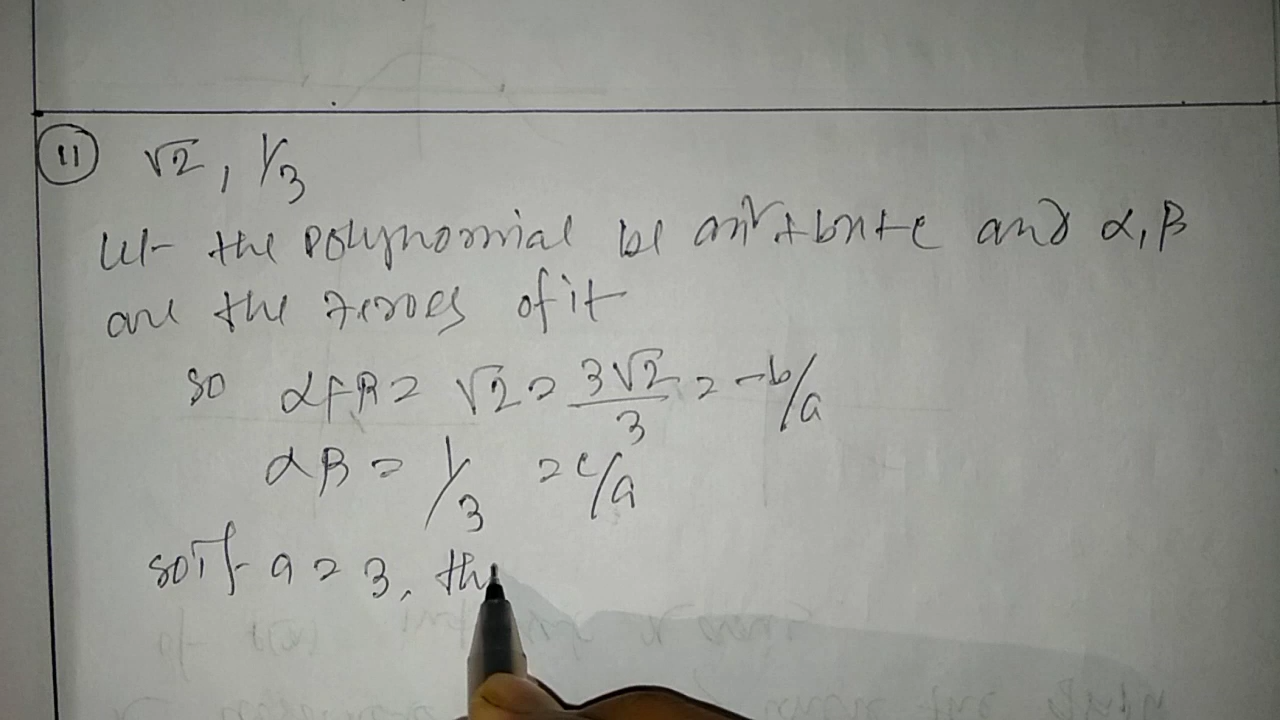 (11) √2, 1/3
Let the polynomial be ax²+bx+c and α, β
are the zeroes of it
so α+β = √2 = 3√2/3 = -b/a
αβ = 1/3 = c/a
so if a = 3, the